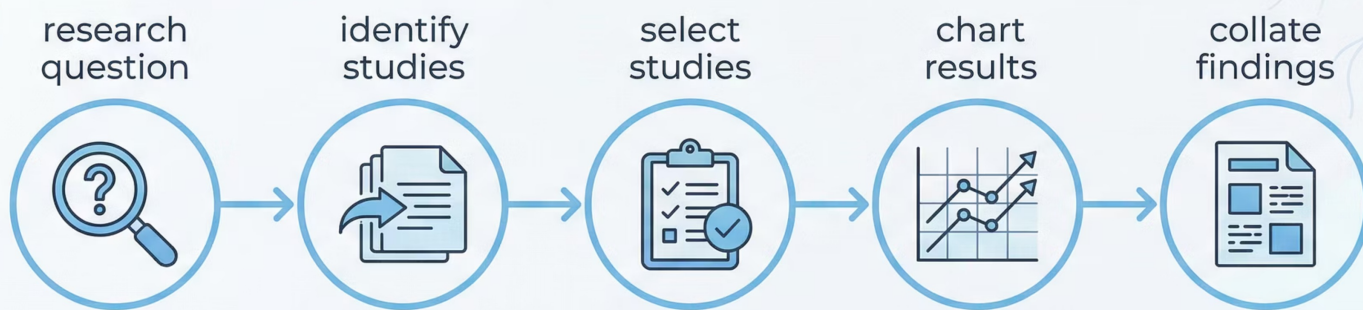 research
question
identify
studies
select
studies
chart
results
collate
findings